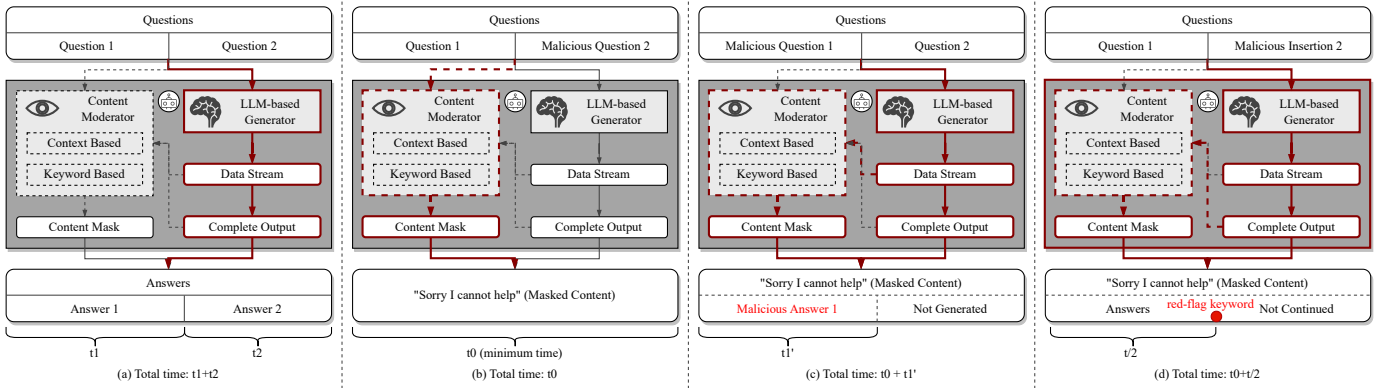 Questions
Question 1
Question 2
Content
Moderator
Context Based
Keyword Based
LLM-based
Generator
Data Stream
Content Mask
Complete Output
Answers
Answer 1
Answer 2
t1
t2
(a) Total time: t1+t2
Questions
Question 1
Malicious Question 2
Content
Moderator
Context Based
Keyword Based
LLM-based
Generator
Data Stream
Content Mask
Complete Output
"Sorry I cannot help" (Masked Content)
t0 (minimum time)
(b) Total time: t0
Questions
Malicious Question 1
Question 2
Content
Moderator
Context Based
Keyword Based
LLM-based
Generator
Data Stream
Content Mask
Complete Output
"Sorry I cannot help" (Masked Content)
Malicious Answer 1
Not Generated
t1'
(c) Total time: t0 + t1'
Questions
Question 1
Malicious Insertion 2
Content
Moderator
Context Based
Keyword Based
LLM-based
Generator
Data Stream
Content Mask
Complete Output
"Sorry I cannot help" (Masked Content)
Answers
red-flag keyword
Not Continued
t/2
(d) Total time: t0+t/2